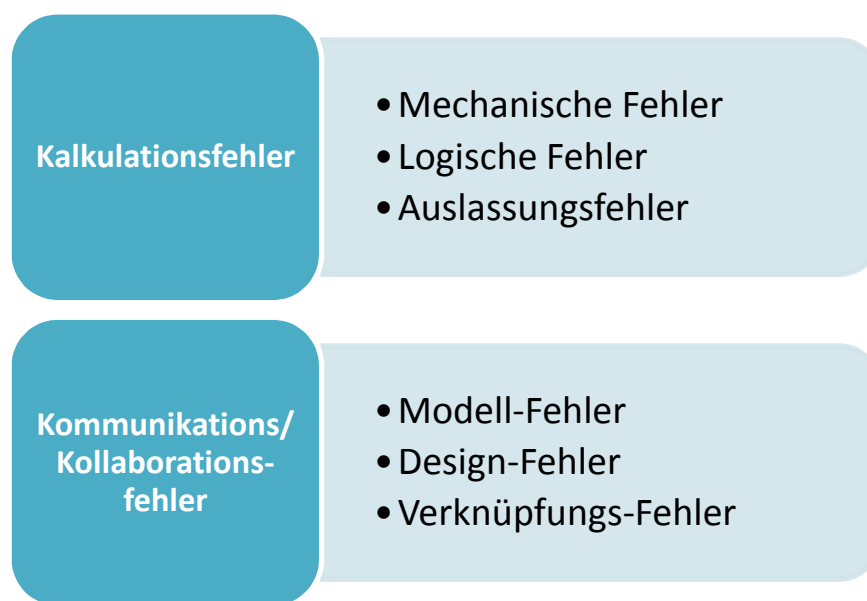 Kalkulationsfehler
• Mechanische Fehler
• Logische Fehler
• Auslassungsfehler
Kommunikations/
Kollaborations-
fehler
• Modell-Fehler
• Design-Fehler
• Verknüpfungs-Fehler